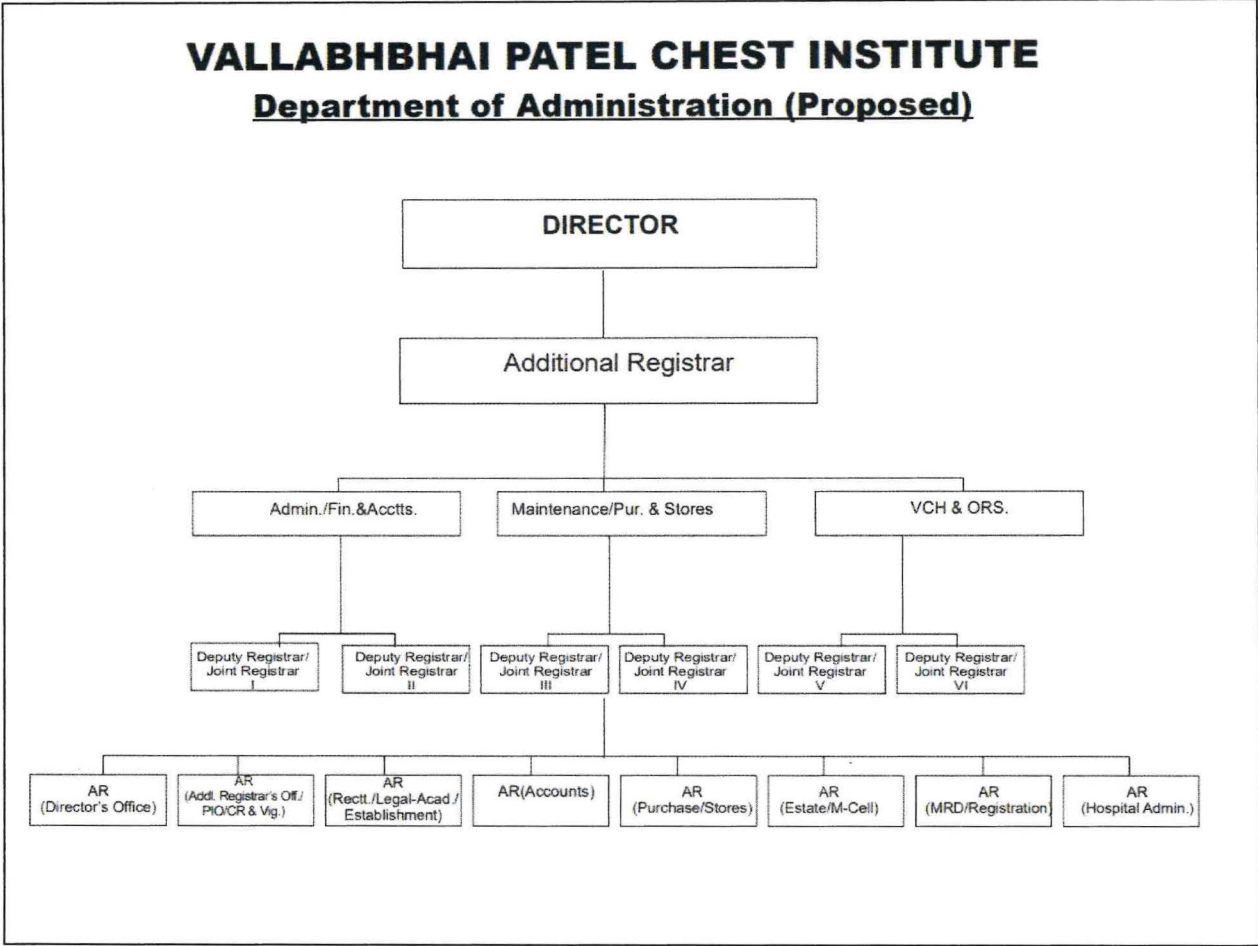 VALLABHBHAI PATEL CHEST INSTITUTE
Department of Administration (Proposed)
DIRECTOR
Additional Registrar
Admin./Fin.&Acctts.
Maintenance/Pur. & Stores
VCH & ORS.
Deputy Registrar/
Joint Registrar
I
Deputy Registrar/
Joint Registrar
II
Deputy Registrar/
Joint Registrar
III
Deputy Registrar/
Joint Registrar
IV
Deputy Registrar/
Joint Registrar
V
Deputy Registrar/
Joint Registrar
VI
AR
(Director's Office)
AR
(Addl. Registrar's Off./
PIO/CR & Vig.)
AR
(Rectt./Legal-Acad./
Establishment)
AR(Accounts)
AR
(Purchase/Stores)
AR
(Estate/M-Cell)
AR
(MRD/Registration)
AR
(Hospital Admin.)